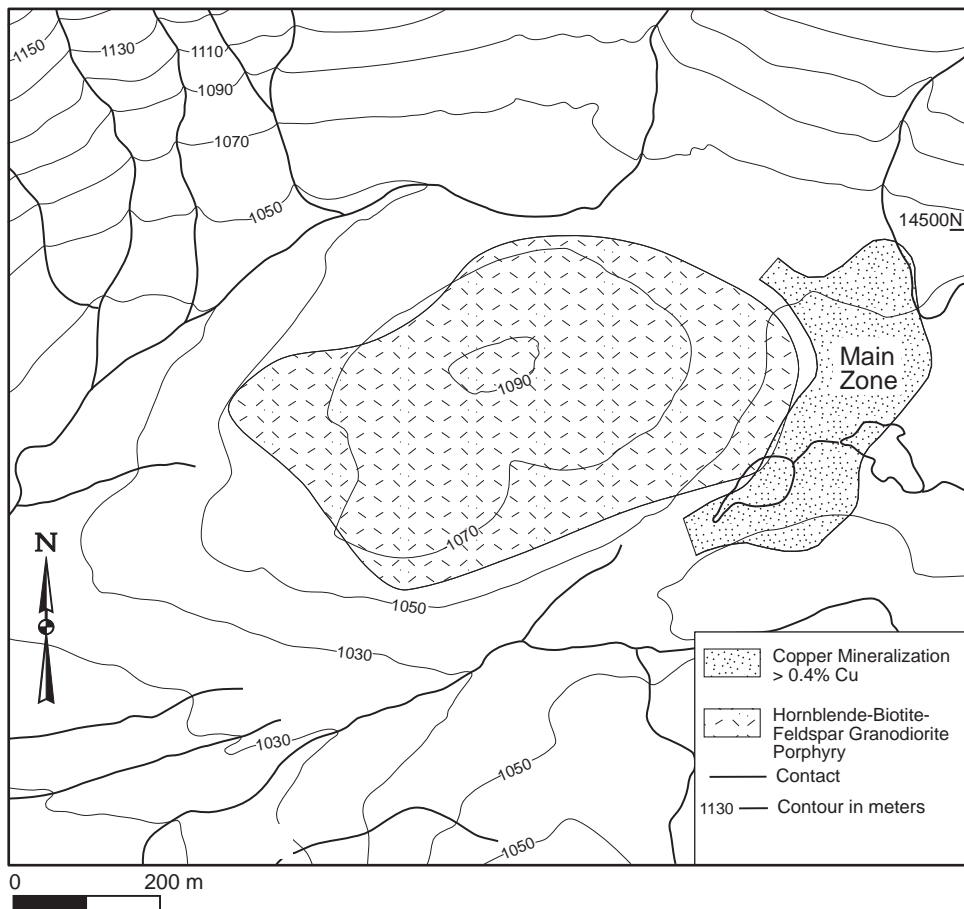 1150
1130
1110
1090
1070
1050
14500N
Main
Zone
1090
1070
1050
1030
1030
1050
1050
N
Copper Mineralization
> 0.4% Cu
Hornblende-Biotite-
Feldspar Granodiorite
Porphyry
Contact
1130 Contour in meters
0 200 m